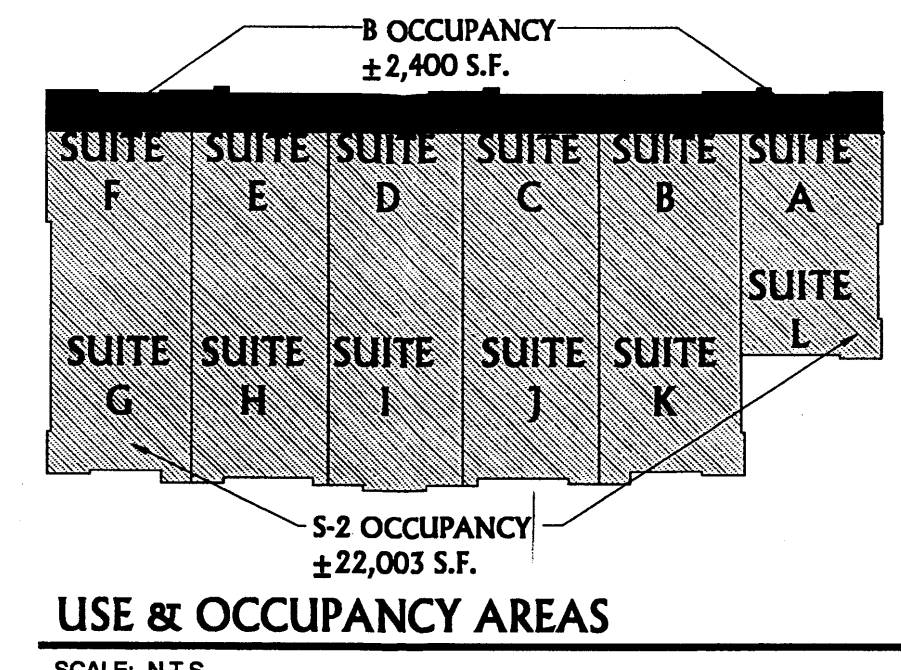 B OCCUPANCY
±2,400 S.F.
SUITE F
SUITE E
SUITE D
SUITE C
SUITE B
SUITE A
SUITE L
SUITE G
SUITE H
SUITE I
SUITE J
SUITE K
S-2 OCCUPANCY
±22,003 S.F.
USE & OCCUPANCY AREAS
SCALE: N.T.S.